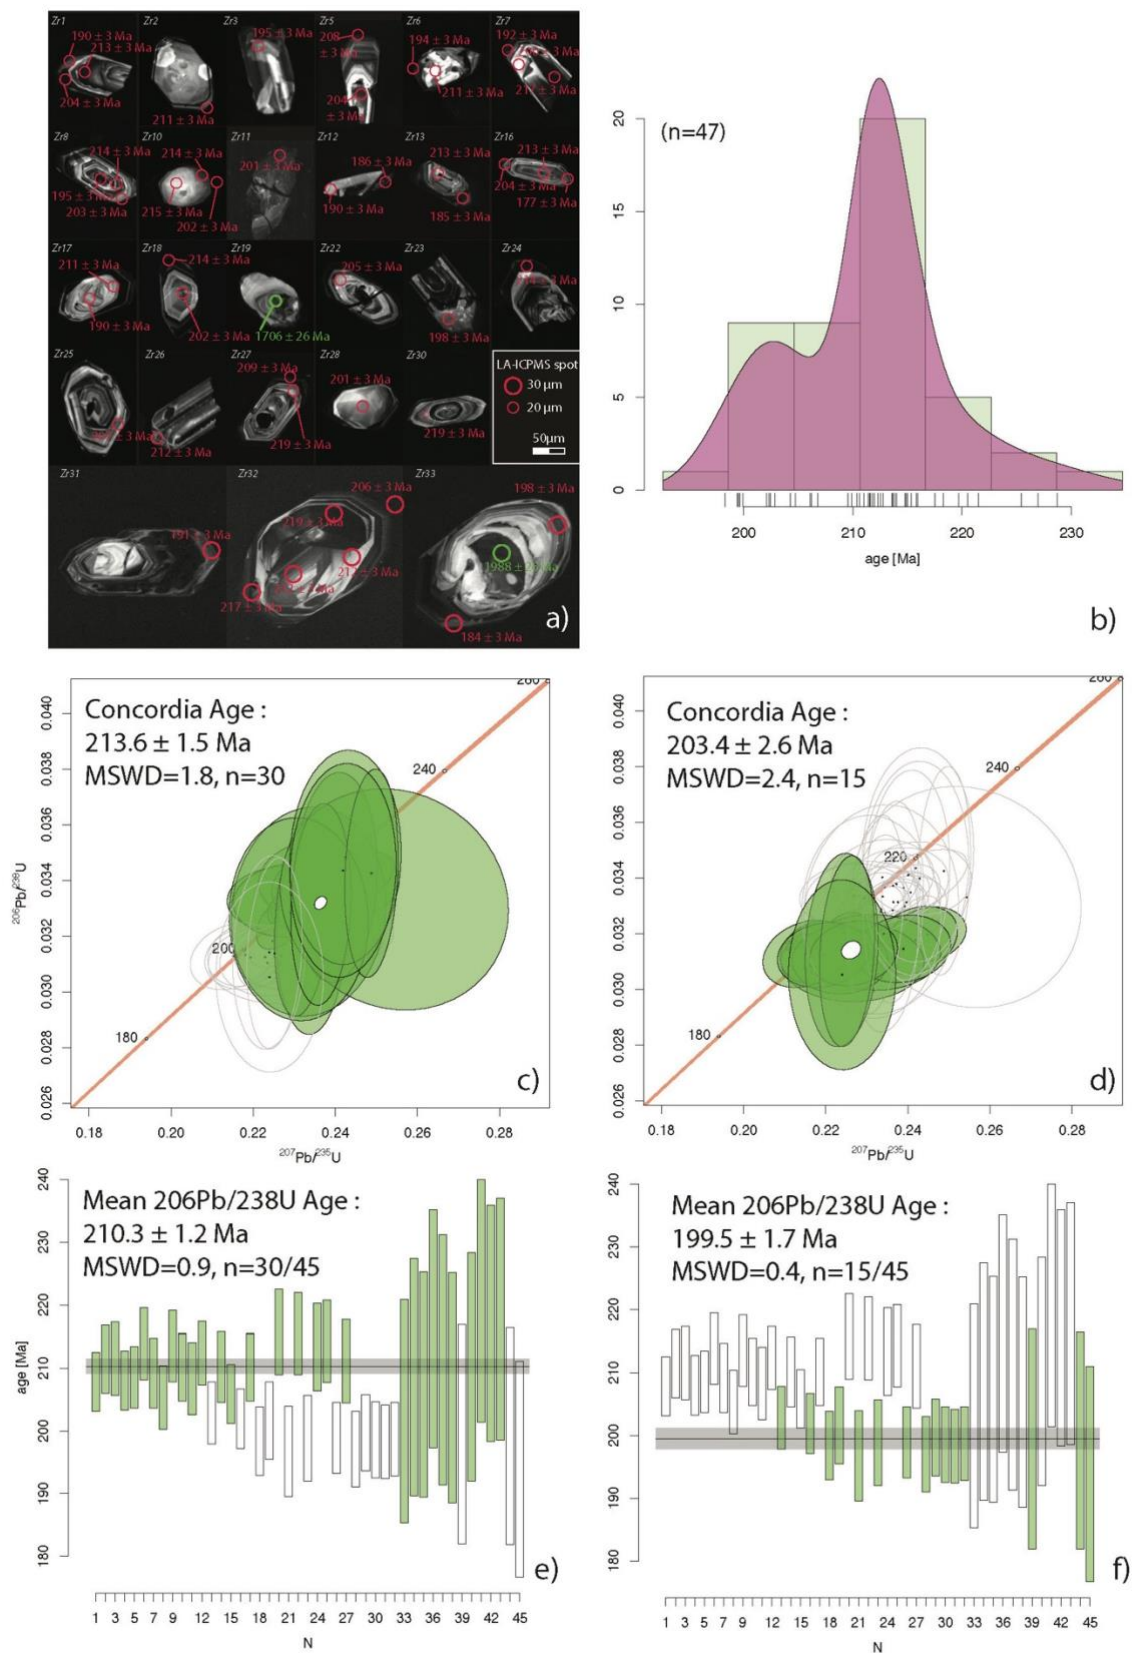 Zr1
Zr2
Zr3
Zr5
Zr6
Zr7
190 ± 3 Ma
213 ± 3 Ma
204 ± 3 Ma
211 ± 3 Ma
195 ± 3 Ma
208
± 3 Ma
204
± 3 Ma
194 ± 3 Ma
211 ± 3 Ma
192 ± 3 Ma
Zr8
Zr10
Zr11
Zr12
Zr13
Zr16
214 ± 3 Ma
195 ± 3 Ma
203 ± 3 Ma
214 ± 3 Ma
215 ± 3 Ma
202 ± 3 Ma
201 ± 3 Ma
186 ± 3 Ma
190 ± 3 Ma
213 ± 3 Ma
185 ± 3 Ma
213 ± 3 Ma
204 ± 3 Ma
177 ± 3 Ma
Zr17
Zr18
Zr19
Zr22
Zr23
Zr24
211 ± 3 Ma
190 ± 3 Ma
214 ± 3 Ma
202 ± 3 Ma
1706 ± 26 Ma
205 ± 3 Ma
198 ± 3 Ma
Zr25
Zr26
Zr27
Zr28
Zr30
212 ± 3 Ma
209 ± 3 Ma
219 ± 3 Ma
201 ± 3 Ma
219 ± 3 Ma
LA-ICPMS spot
30 µm
20 µm
50µm
Zr31
Zr32
Zr33
191 ± 3 Ma
206 ± 3 Ma
219 ± 3 Ma
217 ± 3 Ma
198 ± 3 Ma
184 ± 3 Ma
a)
(n=47)
20
15
10
5
0
200
210
220
230
age [Ma]
b)
Concordia Age :
213.6 ± 1.5 Ma
MSWD=1.8, n=30
260
240
200
180
0.040
0.038
0.036
0.034
0.032
0.030
0.028
0.026
206Pb/238U
0.18
0.20
0.22
0.24
0.26
0.28
207Pb/235U
c)
Concordia Age :
203.4 ± 2.6 Ma
MSWD=2.4, n=15
260
240
220
180
0.040
0.038
0.036
0.034
0.032
0.030
0.028
0.026
0.18
0.20
0.22
0.24
0.26
0.28
207Pb/235U
d)
Mean 206Pb/238U Age :
210.3 ± 1.2 Ma
MSWD=0.9, n=30/45
240
230
220
210
200
190
180
age [Ma]
1 3 5 7 9 12 15 18 21 24 27 30 33 36 39 42 45
N
e)
Mean 206Pb/238U Age :
199.5 ± 1.7 Ma
MSWD=0.4, n=15/45
240
230
220
210
200
190
180
1 3 5 7 9 12 15 18 21 24 27 30 33 36 39 42 45
N
f)